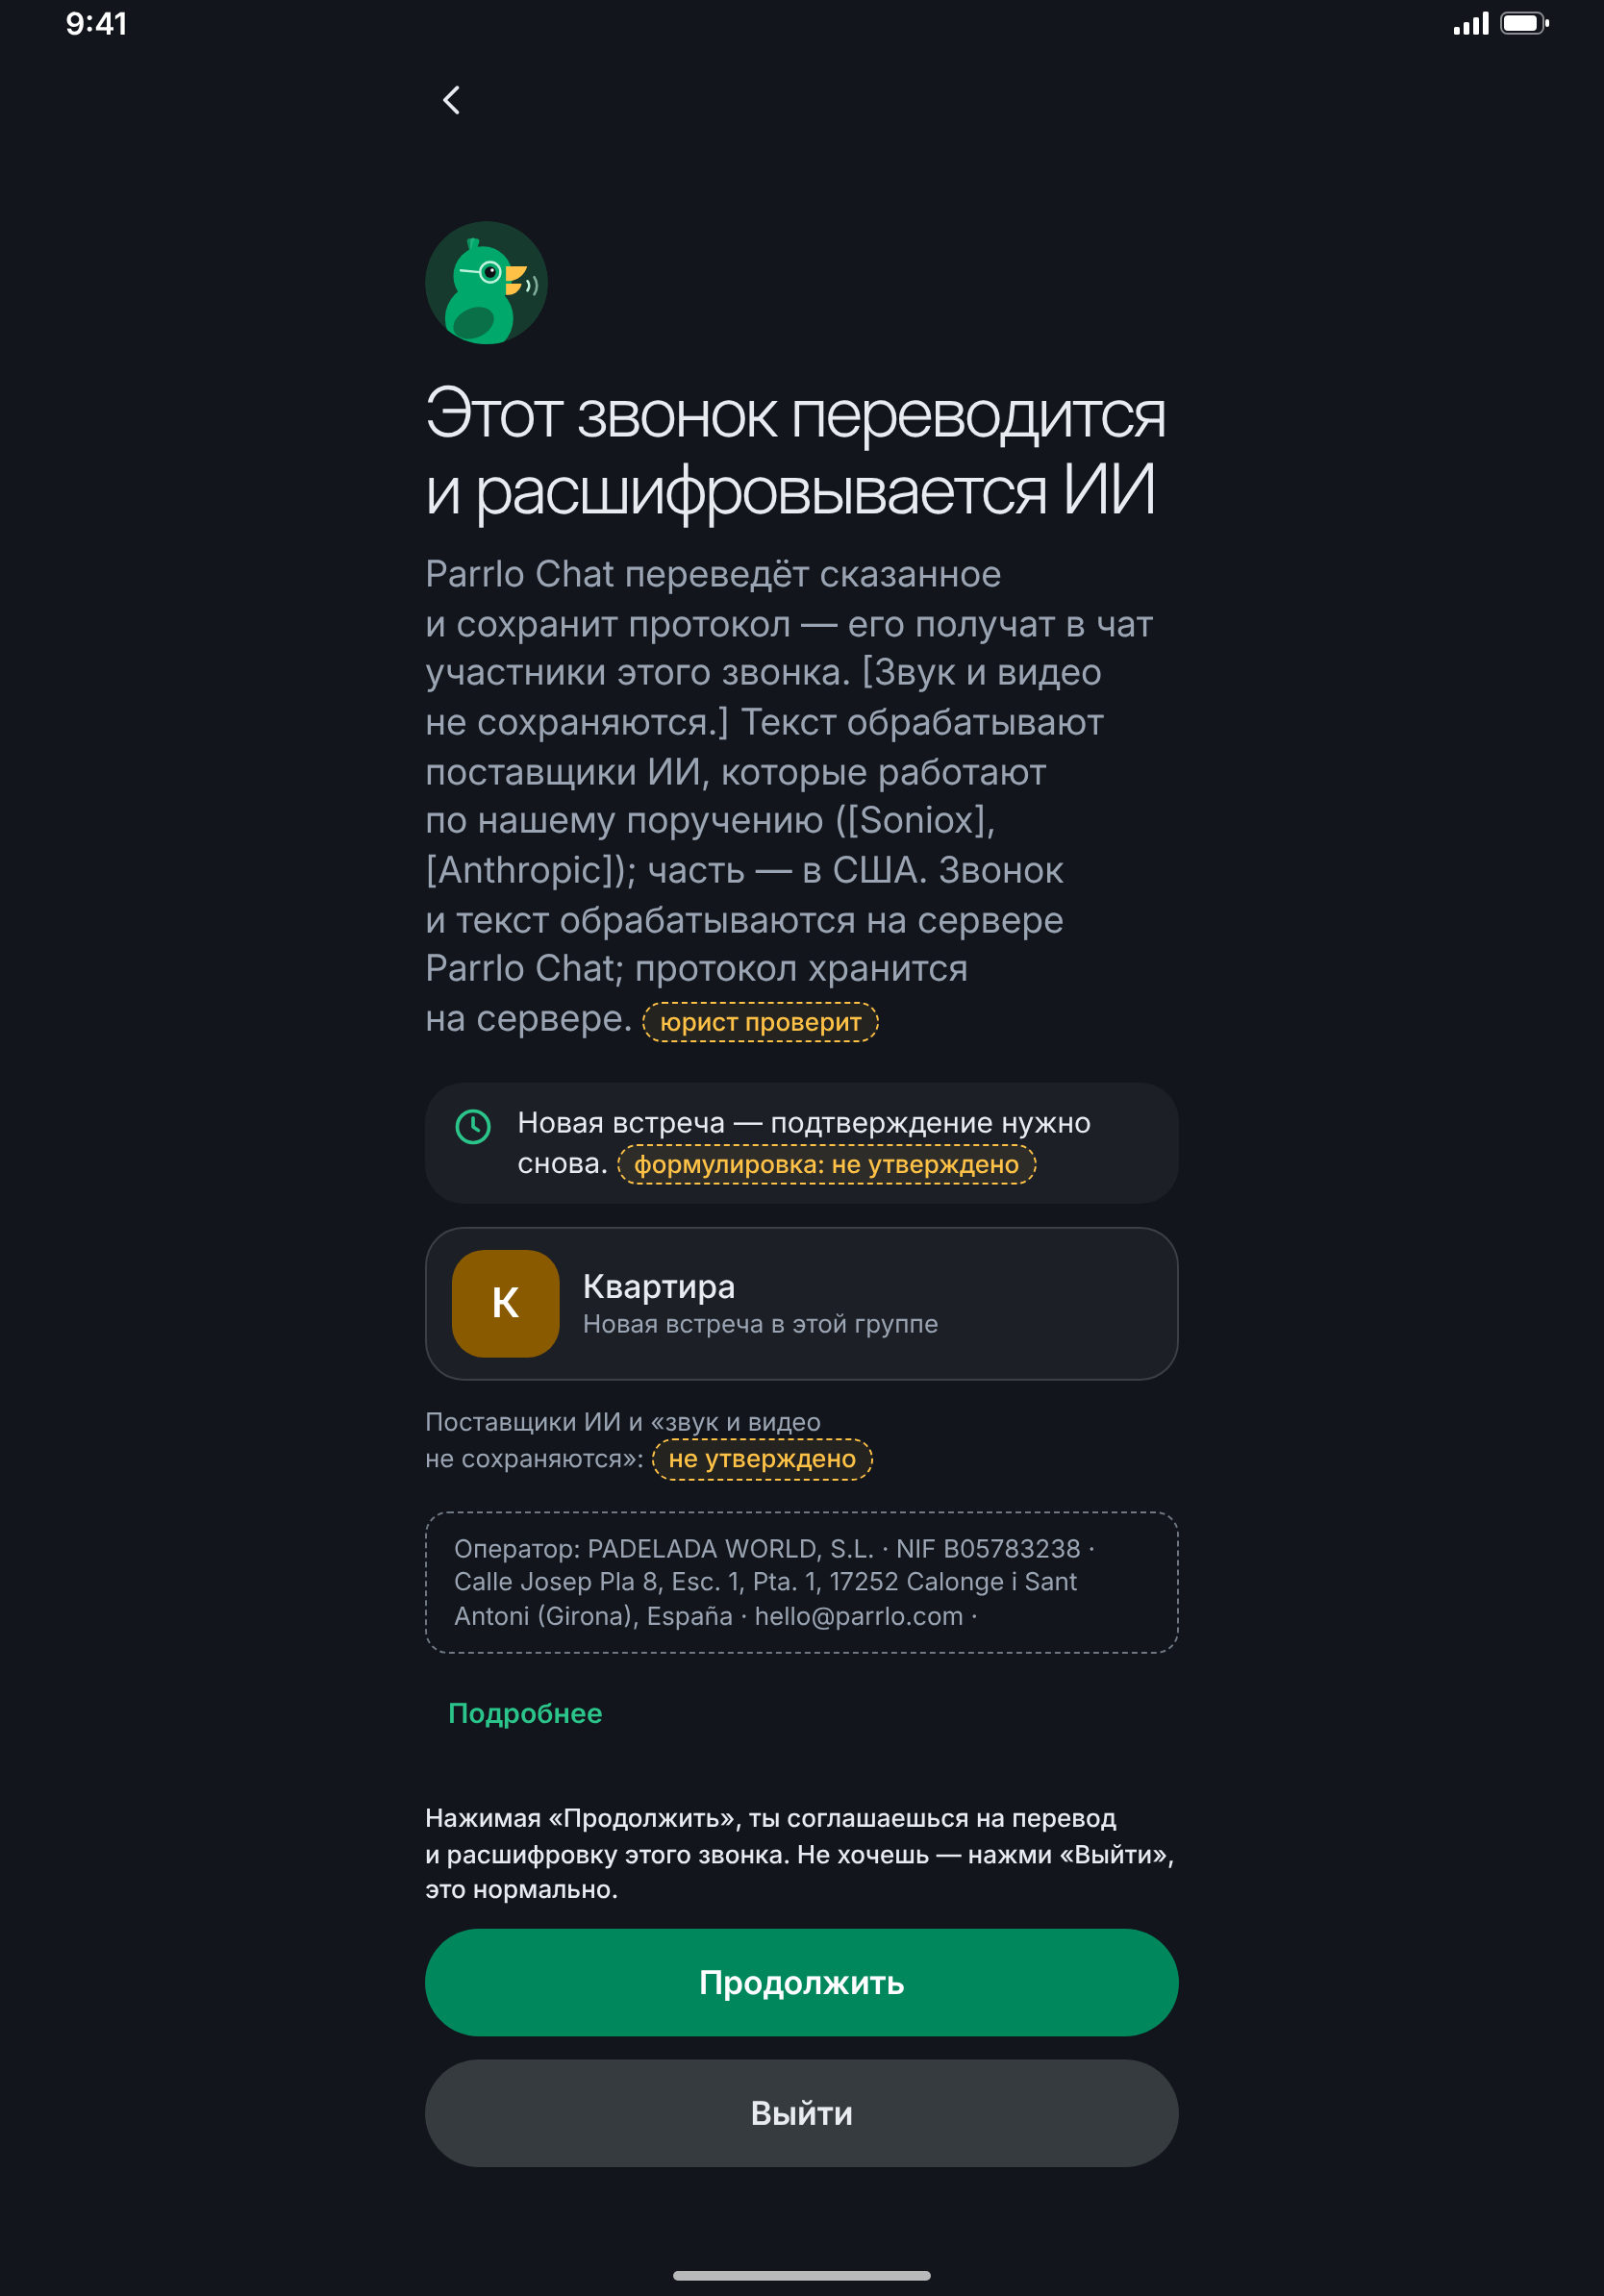 9:41
Этот звонок переводится
и расшифровывается ИИ
Parrlo Chat переведёт сказанное
и сохранит протокол — его получат в чат
участники этого звонка. [Звук и видео
не сохраняются.] Текст обрабатывают
поставщики ИИ, которые работают
по нашему поручению ([Soniox],
[Anthropic]); часть — в США. Звонок
и текст обрабатываются на сервере
Parrlo Chat; протокол хранится
на сервере. юрист проверит
Новая встреча — подтверждение нужно
снова. формулировка: не утверждено
К
Квартира
Новая встреча в этой группе
Поставщики ИИ и «звук и видео
не сохраняются»: не утверждено
Оператор: PADELADA WORLD, S.L. · NIF B05783238 ·
Calle Josep Pla 8, Esc. 1, Pta. 1, 17252 Calonge i Sant
Antoni (Girona), España · hello@parrlo.com ·
Подробнее
Нажимая «Продолжить», ты соглашаешься на перевод
и расшифровку этого звонка. Не хочешь — нажми «Выйти»,
это нормально.
Продолжить
Выйти